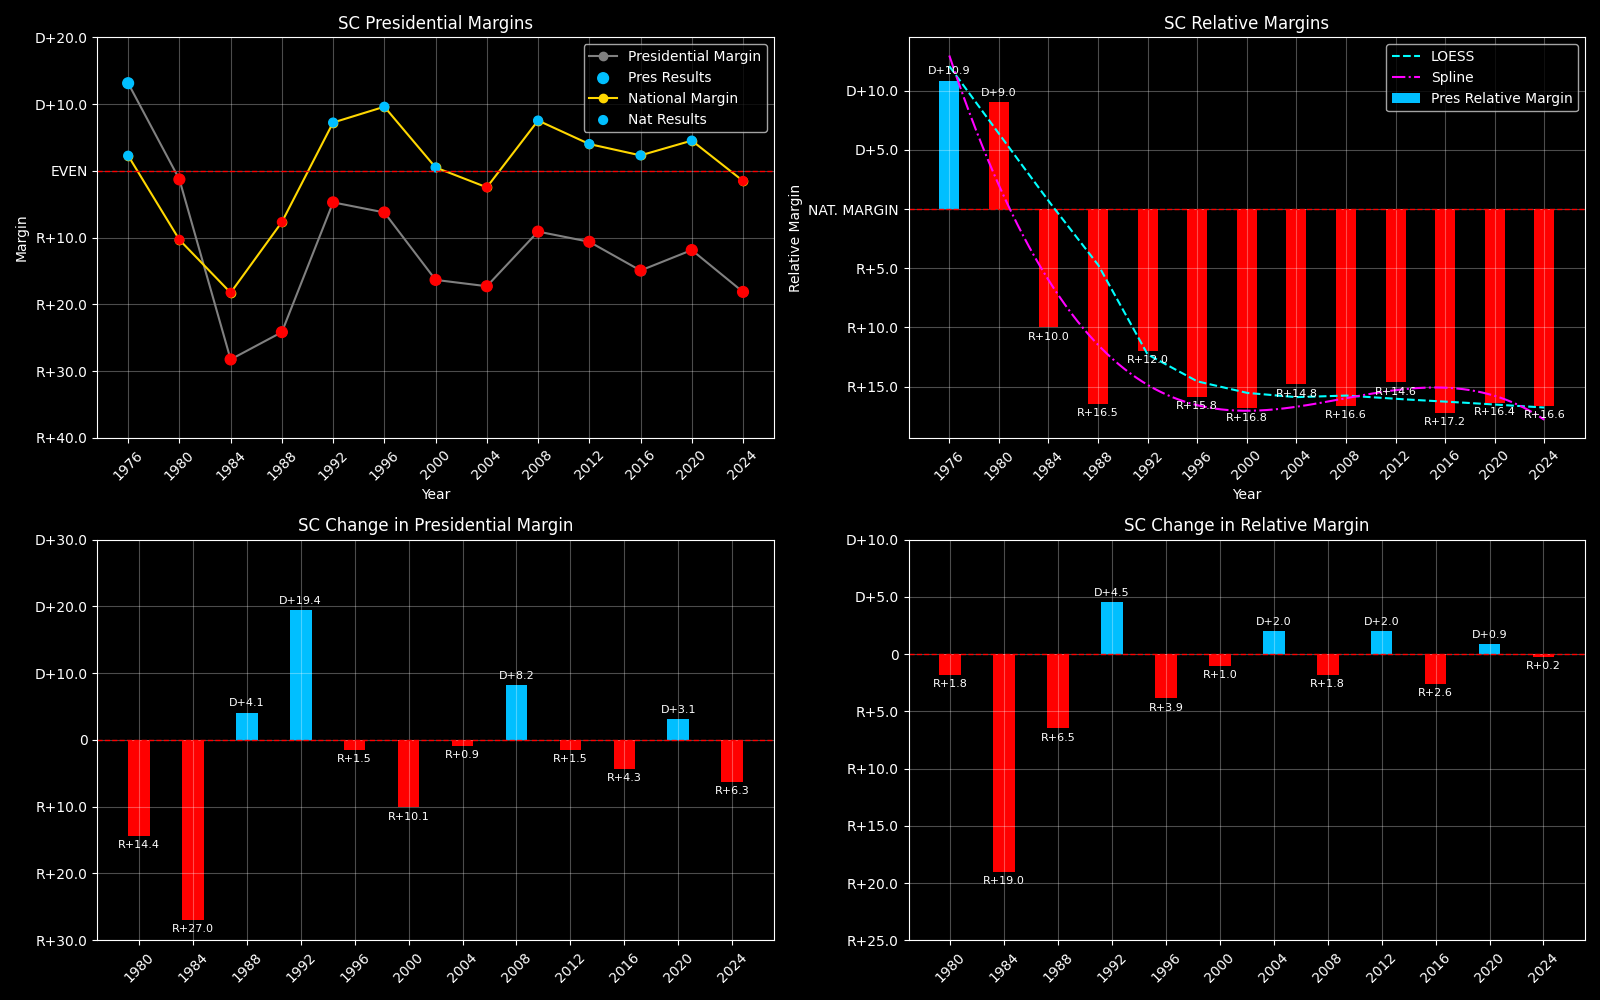 SC Presidential Margins
D+20.0
D+10.0
EVEN
R+10.0
R+20.0
R+30.0
R+40.0
Margin
Presidential Margin
Pres Results
National Margin
Nat Results
1976
1980
1984
1988
1992
1996
2000
2004
2008
2012
2016
2020
2024
Year
SC Relative Margins
D+10.0
D+5.0
NAT. MARGIN
R+5.0
R+10.0
R+15.0
Relative Margin
LOESS
Spline
Pres Relative Margin
D+10.9
D+9.0
R+10.0
R+16.5
R+12.0
R+15.8
R+16.8
R+14.8
R+16.6
R+14.6
R+17.2
R+16.4
R+16.6
1976
1980
1984
1988
1992
1996
2000
2004
2008
2012
2016
2020
2024
Year
SC Change in Presidential Margin
D+30.0
D+20.0
D+10.0
0
R+10.0
R+20.0
R+30.0
R+14.4
R+27.0
D+4.1
D+19.4
R+1.5
R+10.1
R+0.9
D+8.2
R+1.5
R+4.3
D+3.1
R+6.3
1980
1984
1988
1992
1996
2000
2004
2008
2012
2016
2020
2024
SC Change in Relative Margin
D+10.0
D+5.0
0
R+5.0
R+10.0
R+15.0
R+20.0
R+25.0
R+1.8
R+19.0
R+6.5
D+4.5
R+3.9
R+1.0
D+2.0
R+1.8
D+2.0
R+2.6
D+0.9
R+0.2
1980
1984
1988
1992
1996
2000
2004
2008
2012
2016
2020
2024